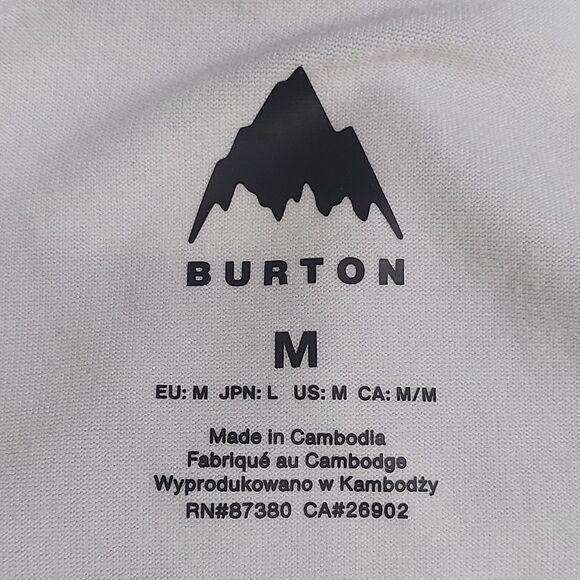 BURTON
M
EU: M JPN: L US: M CA: M/M
Made in Cambodia
Fabriqué au Cambodge
Wyprodukowano w Kambodży
RN#87380 CA#26902